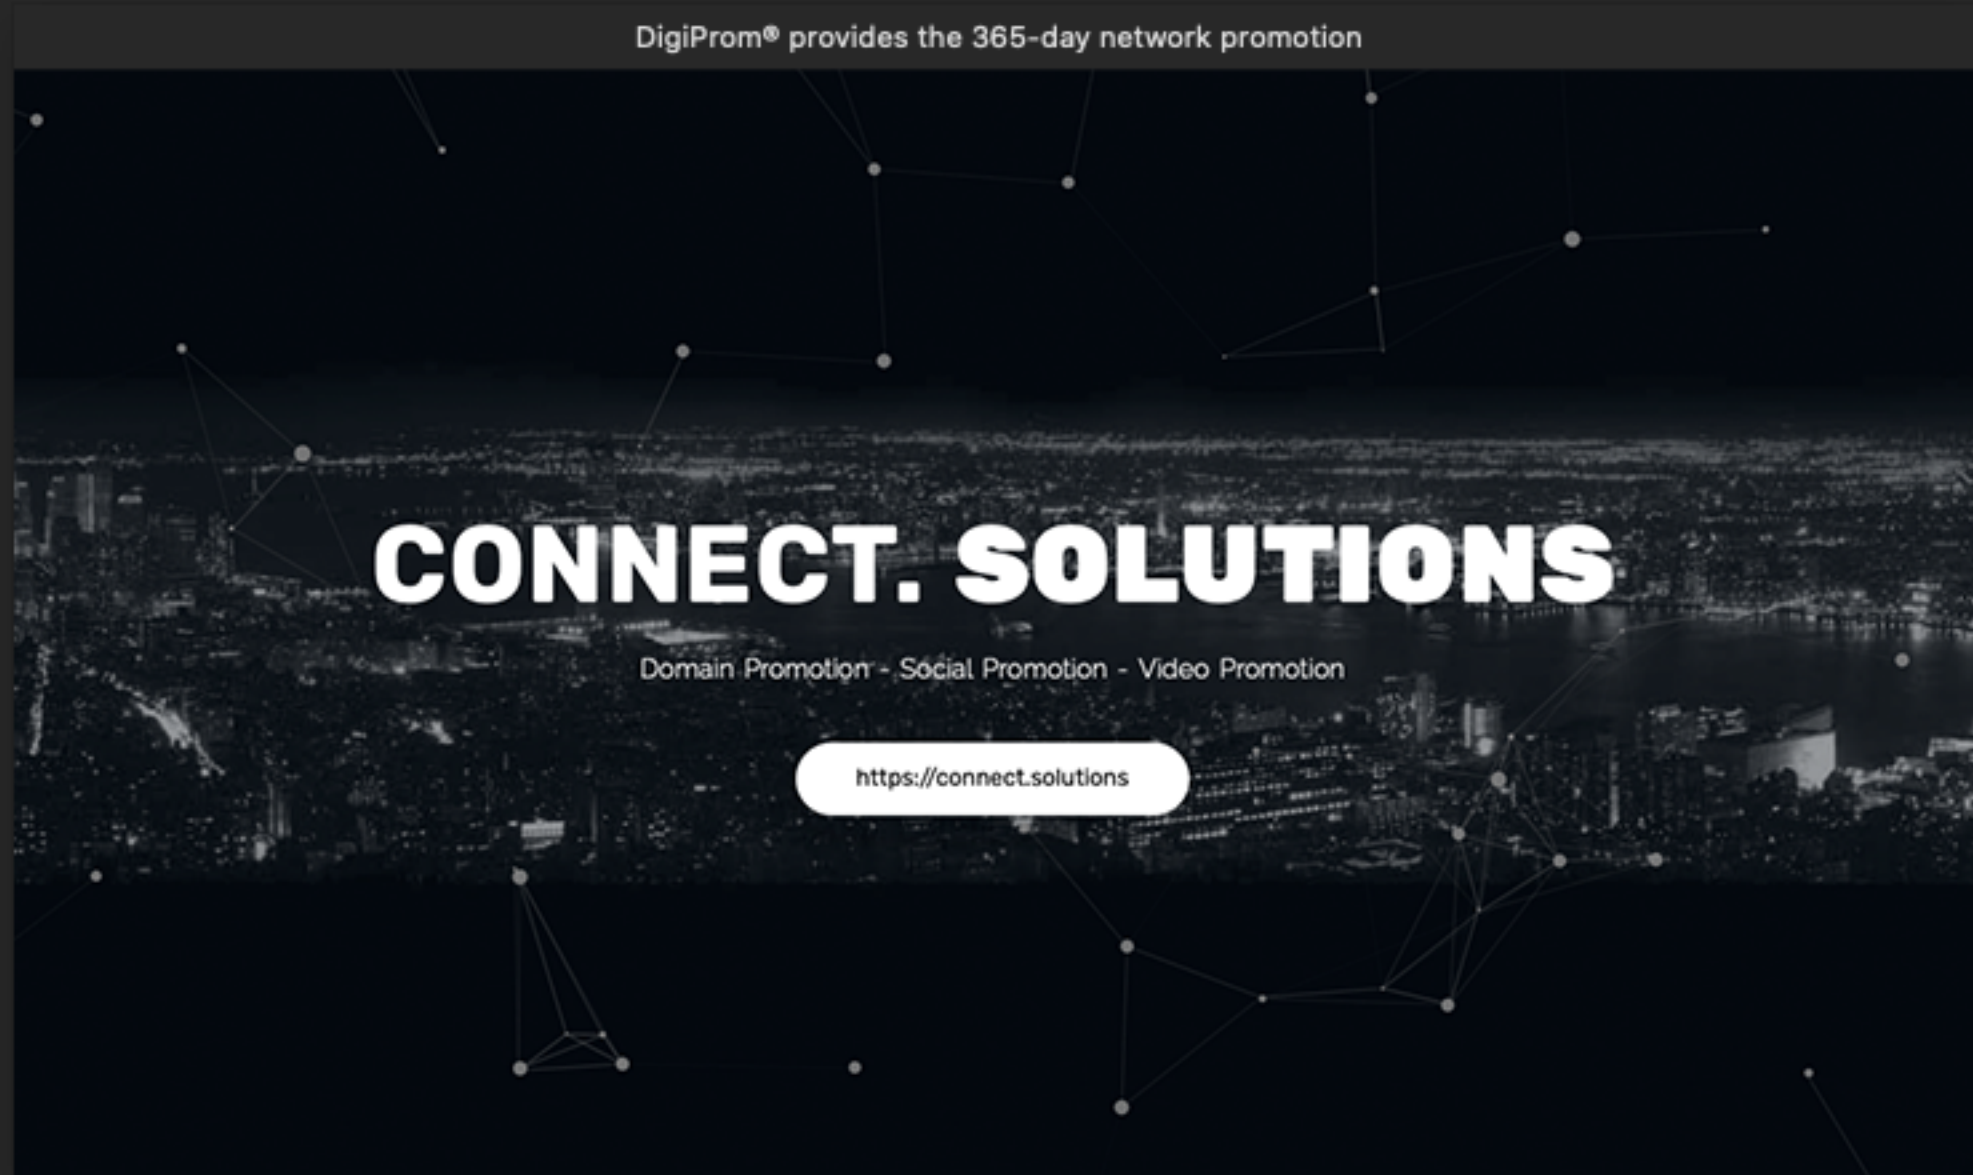 DigiProm® provides the 365-day network promotion
CONNECT. SOLUTIONS
Domain Promotion - Social Promotion - Video Promotion
https://connect.solutions